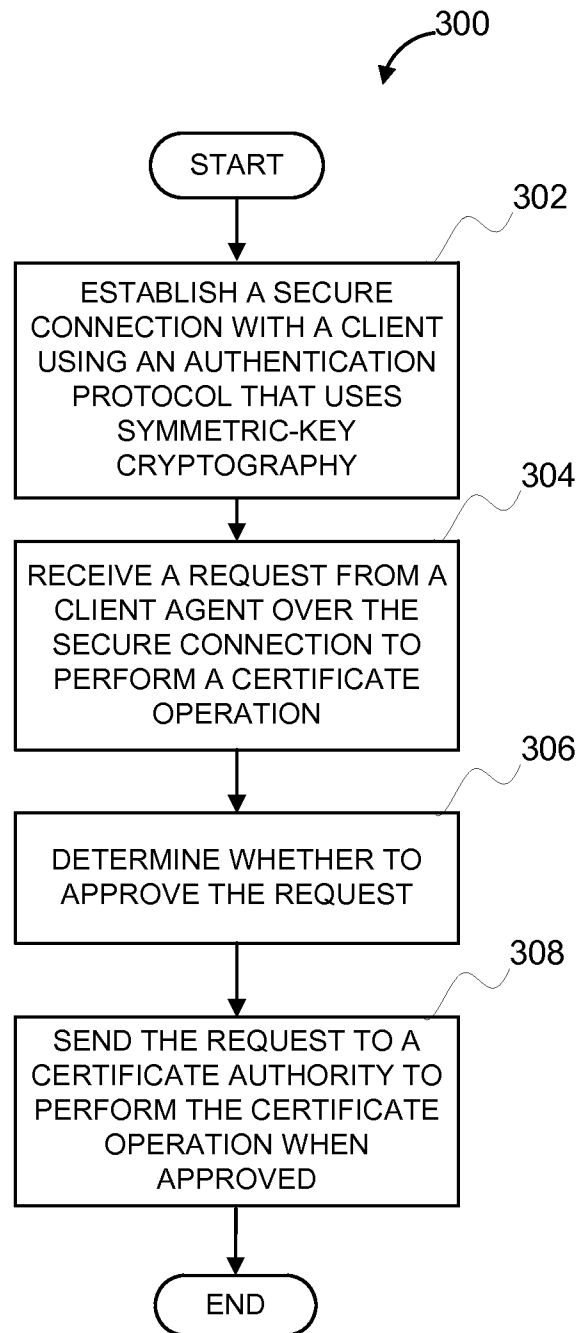 300
START
302
ESTABLISH A SECURE
CONNECTION WITH A CLIENT
USING AN AUTHENTICATION
PROTOCOL THAT USES
SYMMETRIC-KEY
CRYPTOGRAPHY
304
RECEIVE A REQUEST FROM A
CLIENT AGENT OVER THE
SECURE CONNECTION TO
PERFORM A CERTIFICATE
OPERATION
306
DETERMINE WHETHER TO
APPROVE THE REQUEST
308
SEND THE REQUEST TO A
CERTIFICATE AUTHORITY TO
PERFORM THE CERTIFICATE
OPERATION WHEN
APPROVED
END